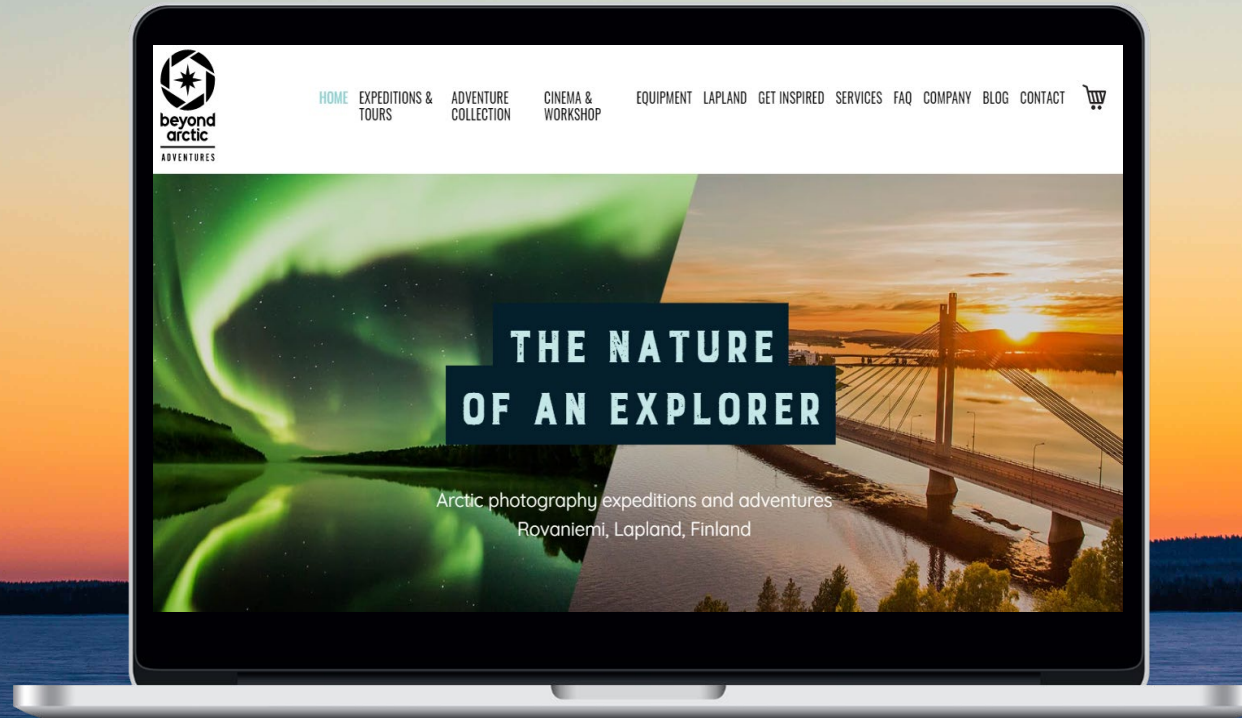 beyond
arctic
ADVENTURES
HOME EXPEDITIONS & TOURS ADVENTURE COLLECTION CINEMA & WORKSHOP EQUIPMENT LAPLAND GET INSPIRED SERVICES FAQ COMPANY BLOG CONTACT
THE NATURE
OF AN EXPLORER
Arctic photography expeditions and adventures
Rovaniemi, Lapland, Finland